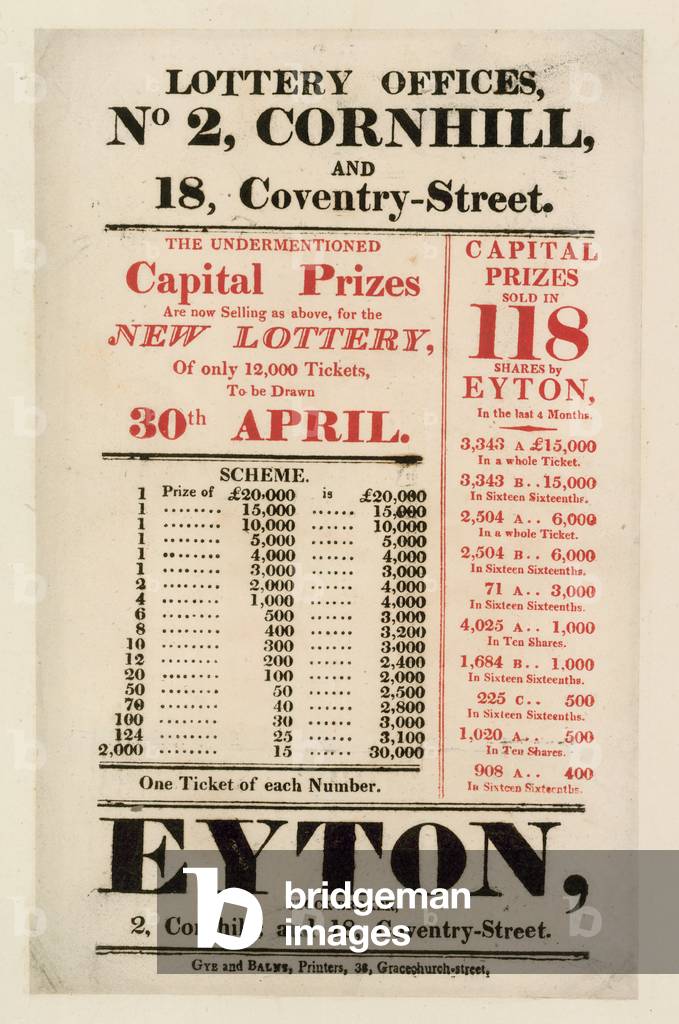 LOTTERY OFFICES,
No 2, CORNHILL,
AND
18, Coventry-Street.
THE UNDERMENTIONED
Capital Prizes
Are now Selling as above, for the
NEW LOTTERY,
Of only 12,000 Tickets,
To be Drawn
30th APRIL.
SCHEME.
1 Prize of £20,000 is £20,000
1 ........ 15,000 ...... 15,000
1 ........ 10,000 ...... 10,000
1 ........ 5,000 ...... 5,000
1 ........ 4,000 ...... 4,000
1 ........ 3,000 ...... 3,000
2 ........ 2,000 ...... 4,000
4 ........ 1,000 ...... 4,000
6 ........ 500 ...... 3,000
8 ........ 400 ...... 3,200
10 ........ 300 ...... 3,000
12 ........ 200 ...... 2,400
20 ........ 100 ...... 2,000
50 ........ 50 ...... 2,500
70 ........ 40 ...... 2,800
100 ........ 30 ...... 3,000
124 ........ 25 ...... 3,100
2,000 ........ 15 ...... 30,000
One Ticket of each Number.
CAPITAL
PRIZES
SOLD IN
118
SHARES by
EYTON,
In the last 4 Months.
3,343 A £15,000
In a whole Ticket.
3,343 B.. 15,000
In Sixteen Sixteenths.
2,504 A.. 6,000
In a whole Ticket.
2,504 B.. 6,000
In Sixteen Sixteenths.
71 A.. 3,000
In Sixteen Sixteenths.
4,025 A.. 1,000
In Ten Shares.
1,684 B.. 1,000
In Sixteen Sixteenths.
225 C.. 500
In Sixteen Sixteenths.
1,020 A.. 500
In Ten Shares.
908 A.. 400
In Sixteen Sixteenths.
EYTON,
2, Cornhill, and 18, Coventry-Street.
GYE and BALNE, Printers, 38, Gracechurch-street,
b bridgeman
images